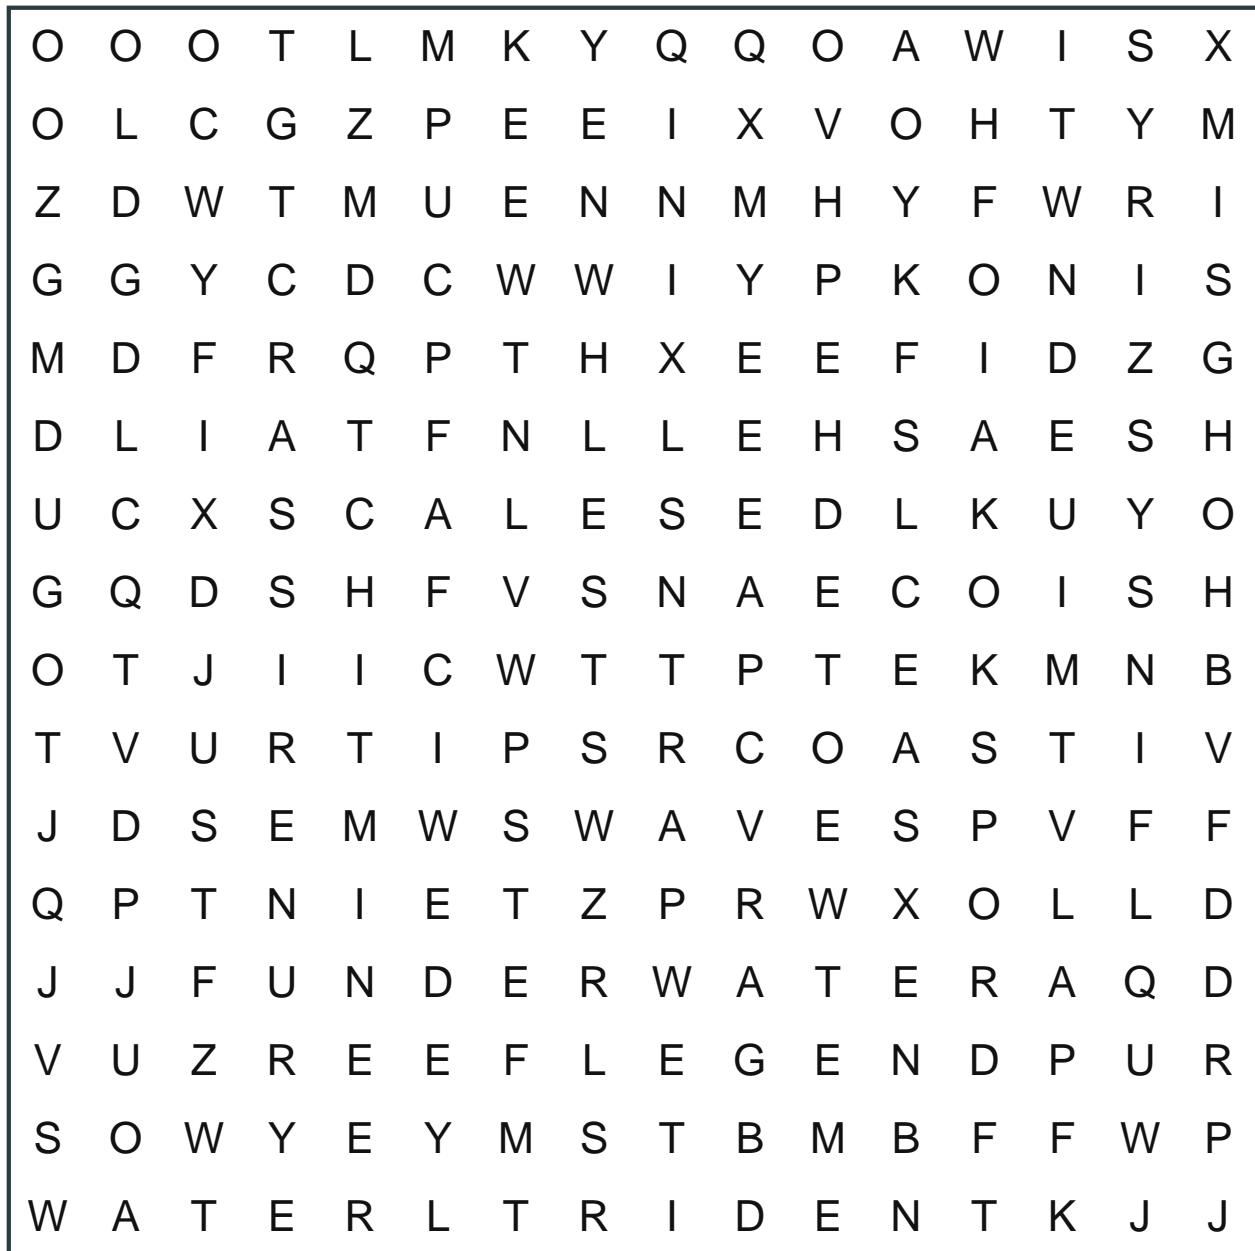 O O O T L M K Y Q Q O A W I S X
O L C G Z P E E I X V O H T Y M
Z D W T M U E N N M H Y F W R I
G G Y C D C W W I Y P K O N I S
M D F R Q P T H X E E F I D Z G
D L I A T F N L L E H S A E S H
U C X S C A L E S E D L K U Y O
G Q D S H F V S N A E C O I S H
O T J I I C W T T P T E K M N B
T V U R T I P S R C O A S T I V
J D S E M W S W A V E S P V F F
Q P T N I E T Z P R W X O L L D
J J F U N D E R W A T E R A Q D
V U Z R E E F L E G E N D P U R
S O W Y E Y M S T B M B F F W P
W A T E R L T R I D E N T K J J